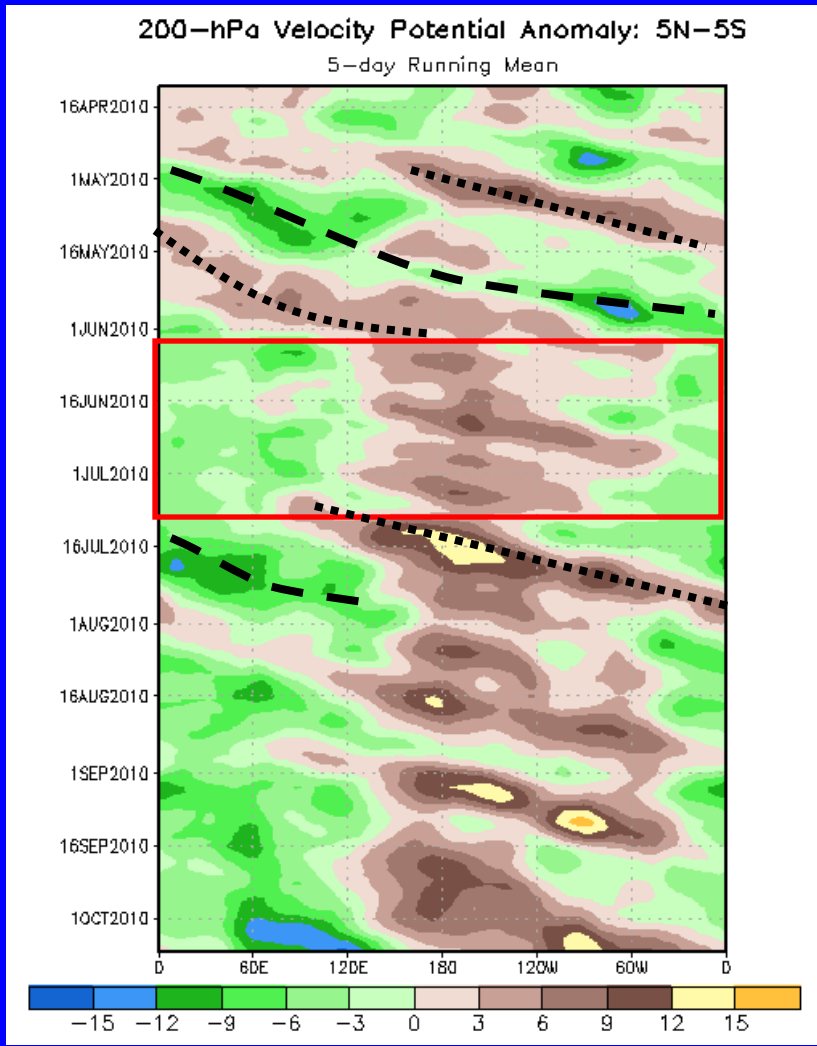 200-hPa Velocity Potential Anomaly: 5N-5S
5-day Running Mean
16APR2010
1MAY2010
16MAY2010
1JUN2010
16JUN2010
1JUL2010
16JUL2010
1AUG2010
16AUG2010
1SEP2010
16SEP2010
1OCT2010
0 60E 120E 180 120W 60W 0
-15 -12 -9 -6 -3 0 3 6 9 12 15